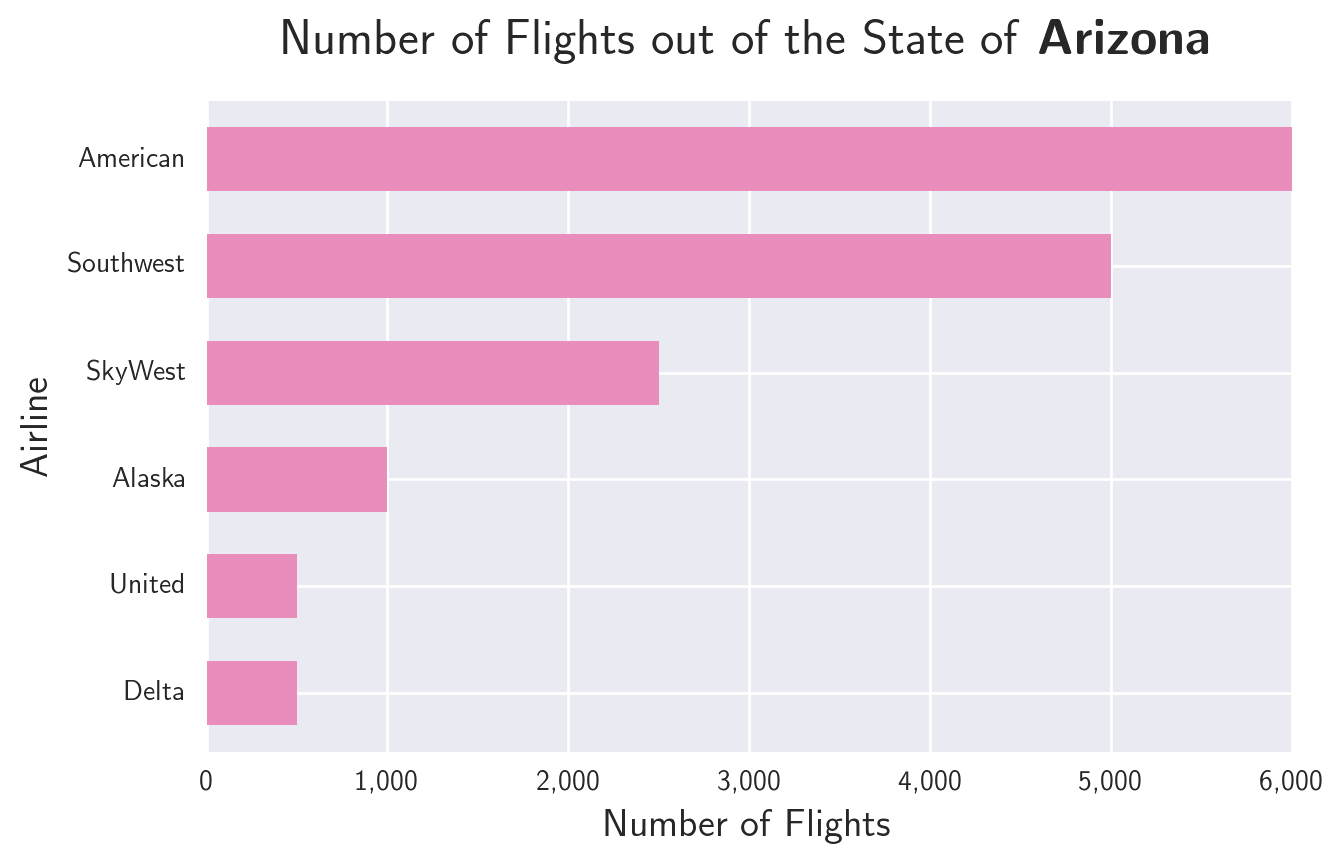 Number of Flights out of the State of Arizona
American
Southwest
SkyWest
Alaska
United
Delta
Airline
0 1,000 2,000 3,000 4,000 5,000 6,000
Number of Flights